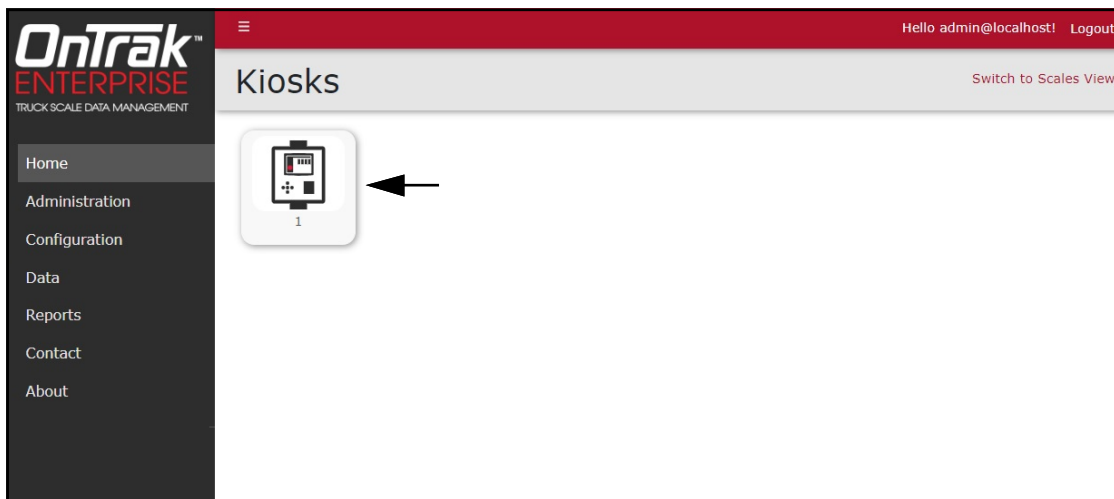 OnTrak™
ENTERPRISE
TRUCK SCALE DATA MANAGEMENT
☰
Hello admin@localhost! Logout
Kiosks
Switch to Scales View
Home
Administration
Configuration
Data
Reports
Contact
About
1